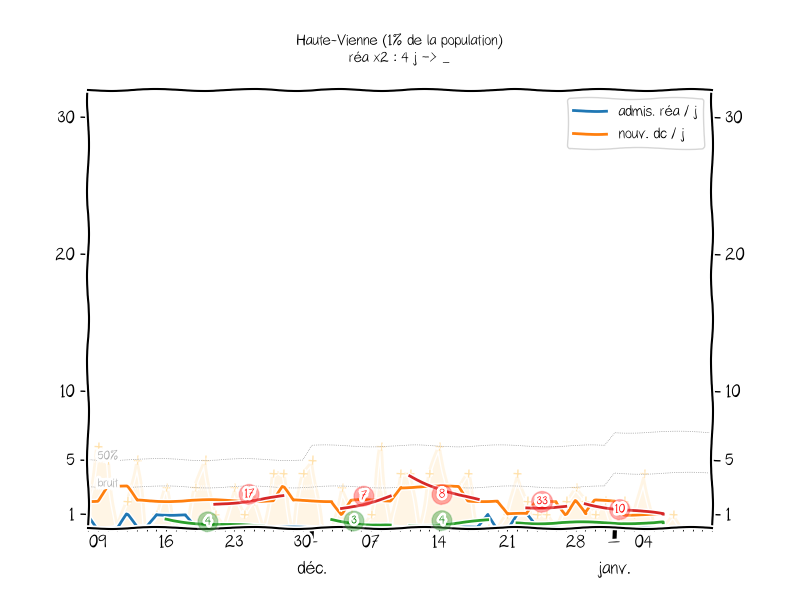 Haute-Vienne (1% de la population)
réa x2 : 4 j -> _
admis. réa / j
nouv. dc / j
30 30
20 20
10 10
5 5
1 1
50%
bruit
17 7 8 33 10
4 3 4
09 16 23 30 07 14 21 28 04
déc. janv.